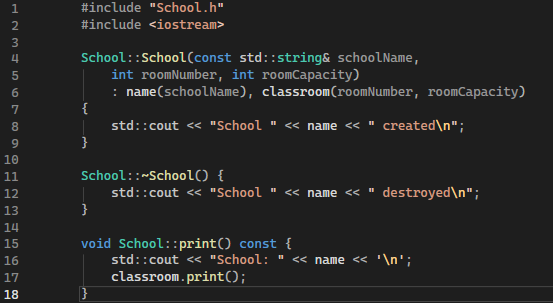 1 #include "School.h"
2 #include <iostream>
3
4 School::School(const std::string& schoolName,
5     int roomNumber, int roomCapacity)
6     : name(schoolName), classroom(roomNumber, roomCapacity)
7 {
8     std::cout << "School " << name << " created\n";
9 }
10
11 School::~School() {
12     std::cout << "School " << name << " destroyed\n";
13 }
14
15 void School::print() const {
16     std::cout << "School: " << name << '\n';
17     classroom.print();
18 }